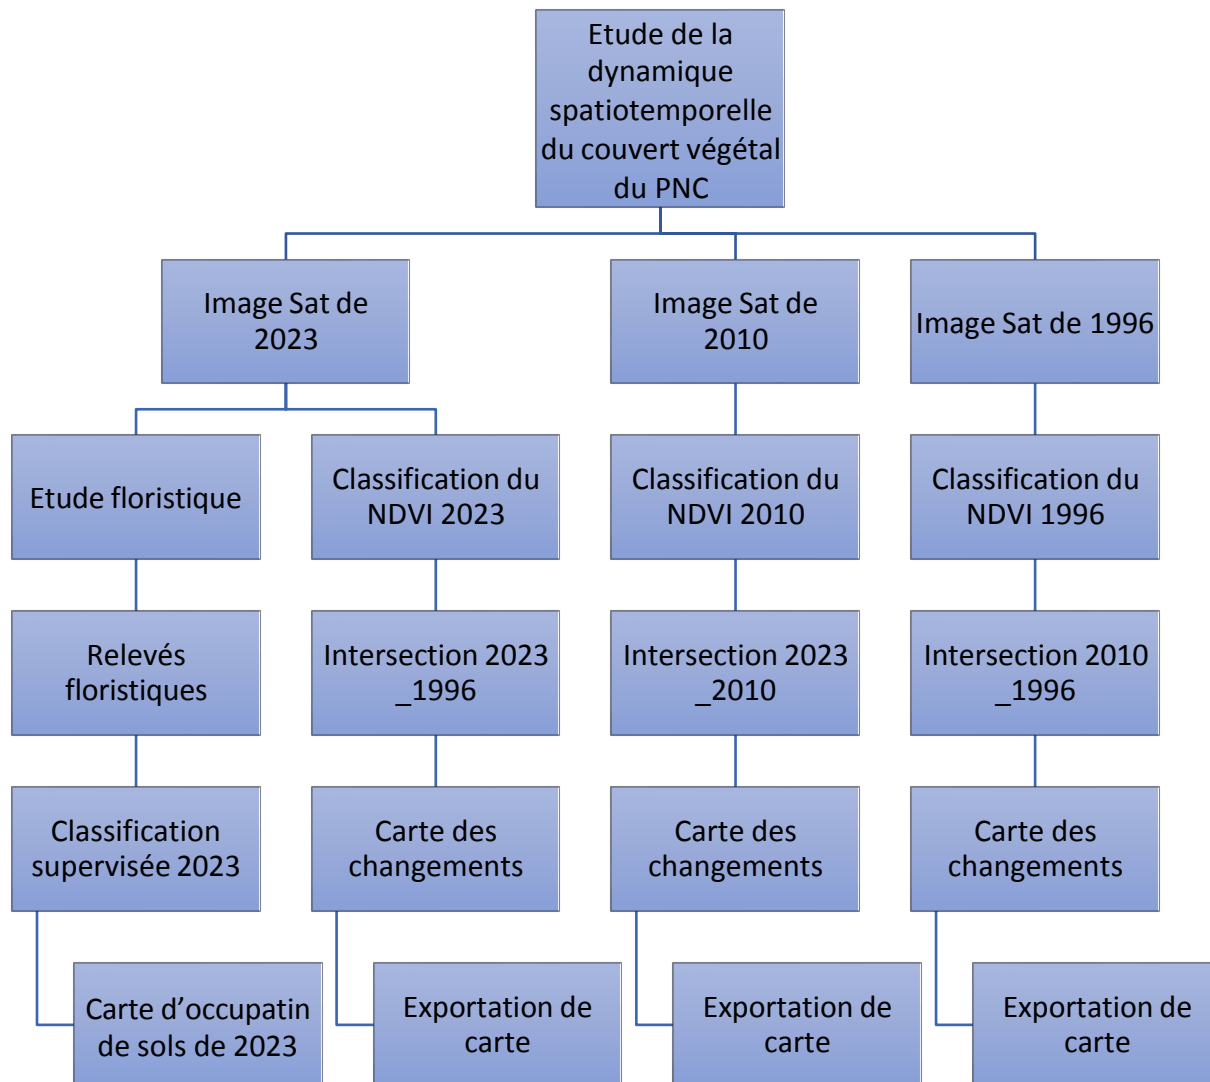 Etude de la
dynamique
spatiotemporelle
du couvert végétal
du PNC
Image Sat de
2023
Image Sat de
2010
Image Sat de 1996
Etude floristique
Classification du
NDVI 2023
Classification du
NDVI 2010
Classification du
NDVI 1996
Relevés
floristiques
Intersection 2023
_1996
Intersection 2023
_2010
Intersection 2010
_1996
Classification
supervisée 2023
Carte des
changements
Carte des
changements
Carte des
changements
Carte d’occupatin
de sols de 2023
Exportation de
carte
Exportation de
carte
Exportation de
carte